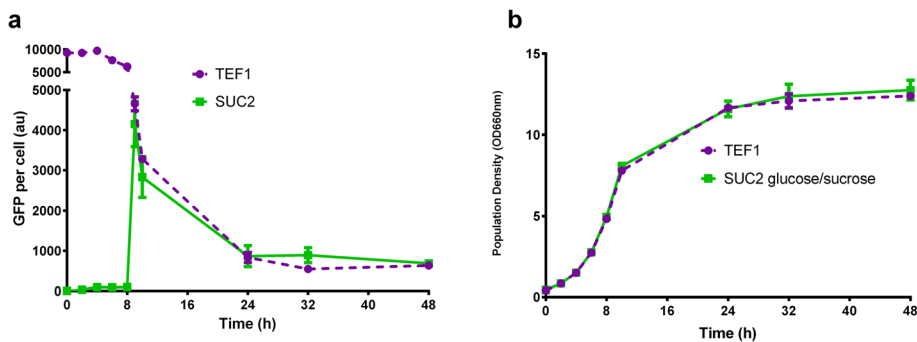 a
GFP per cell (au)
10000
5000
5000
4000
3000
2000
1000
0
0 8 16 24 32 40 48
Time (h)
TEF1
SUC2
b
Population Density (OD660nm)
15
10
5
0
0 8 16 24 32 40 48
Time (h)
TEF1
SUC2 glucose/sucrose